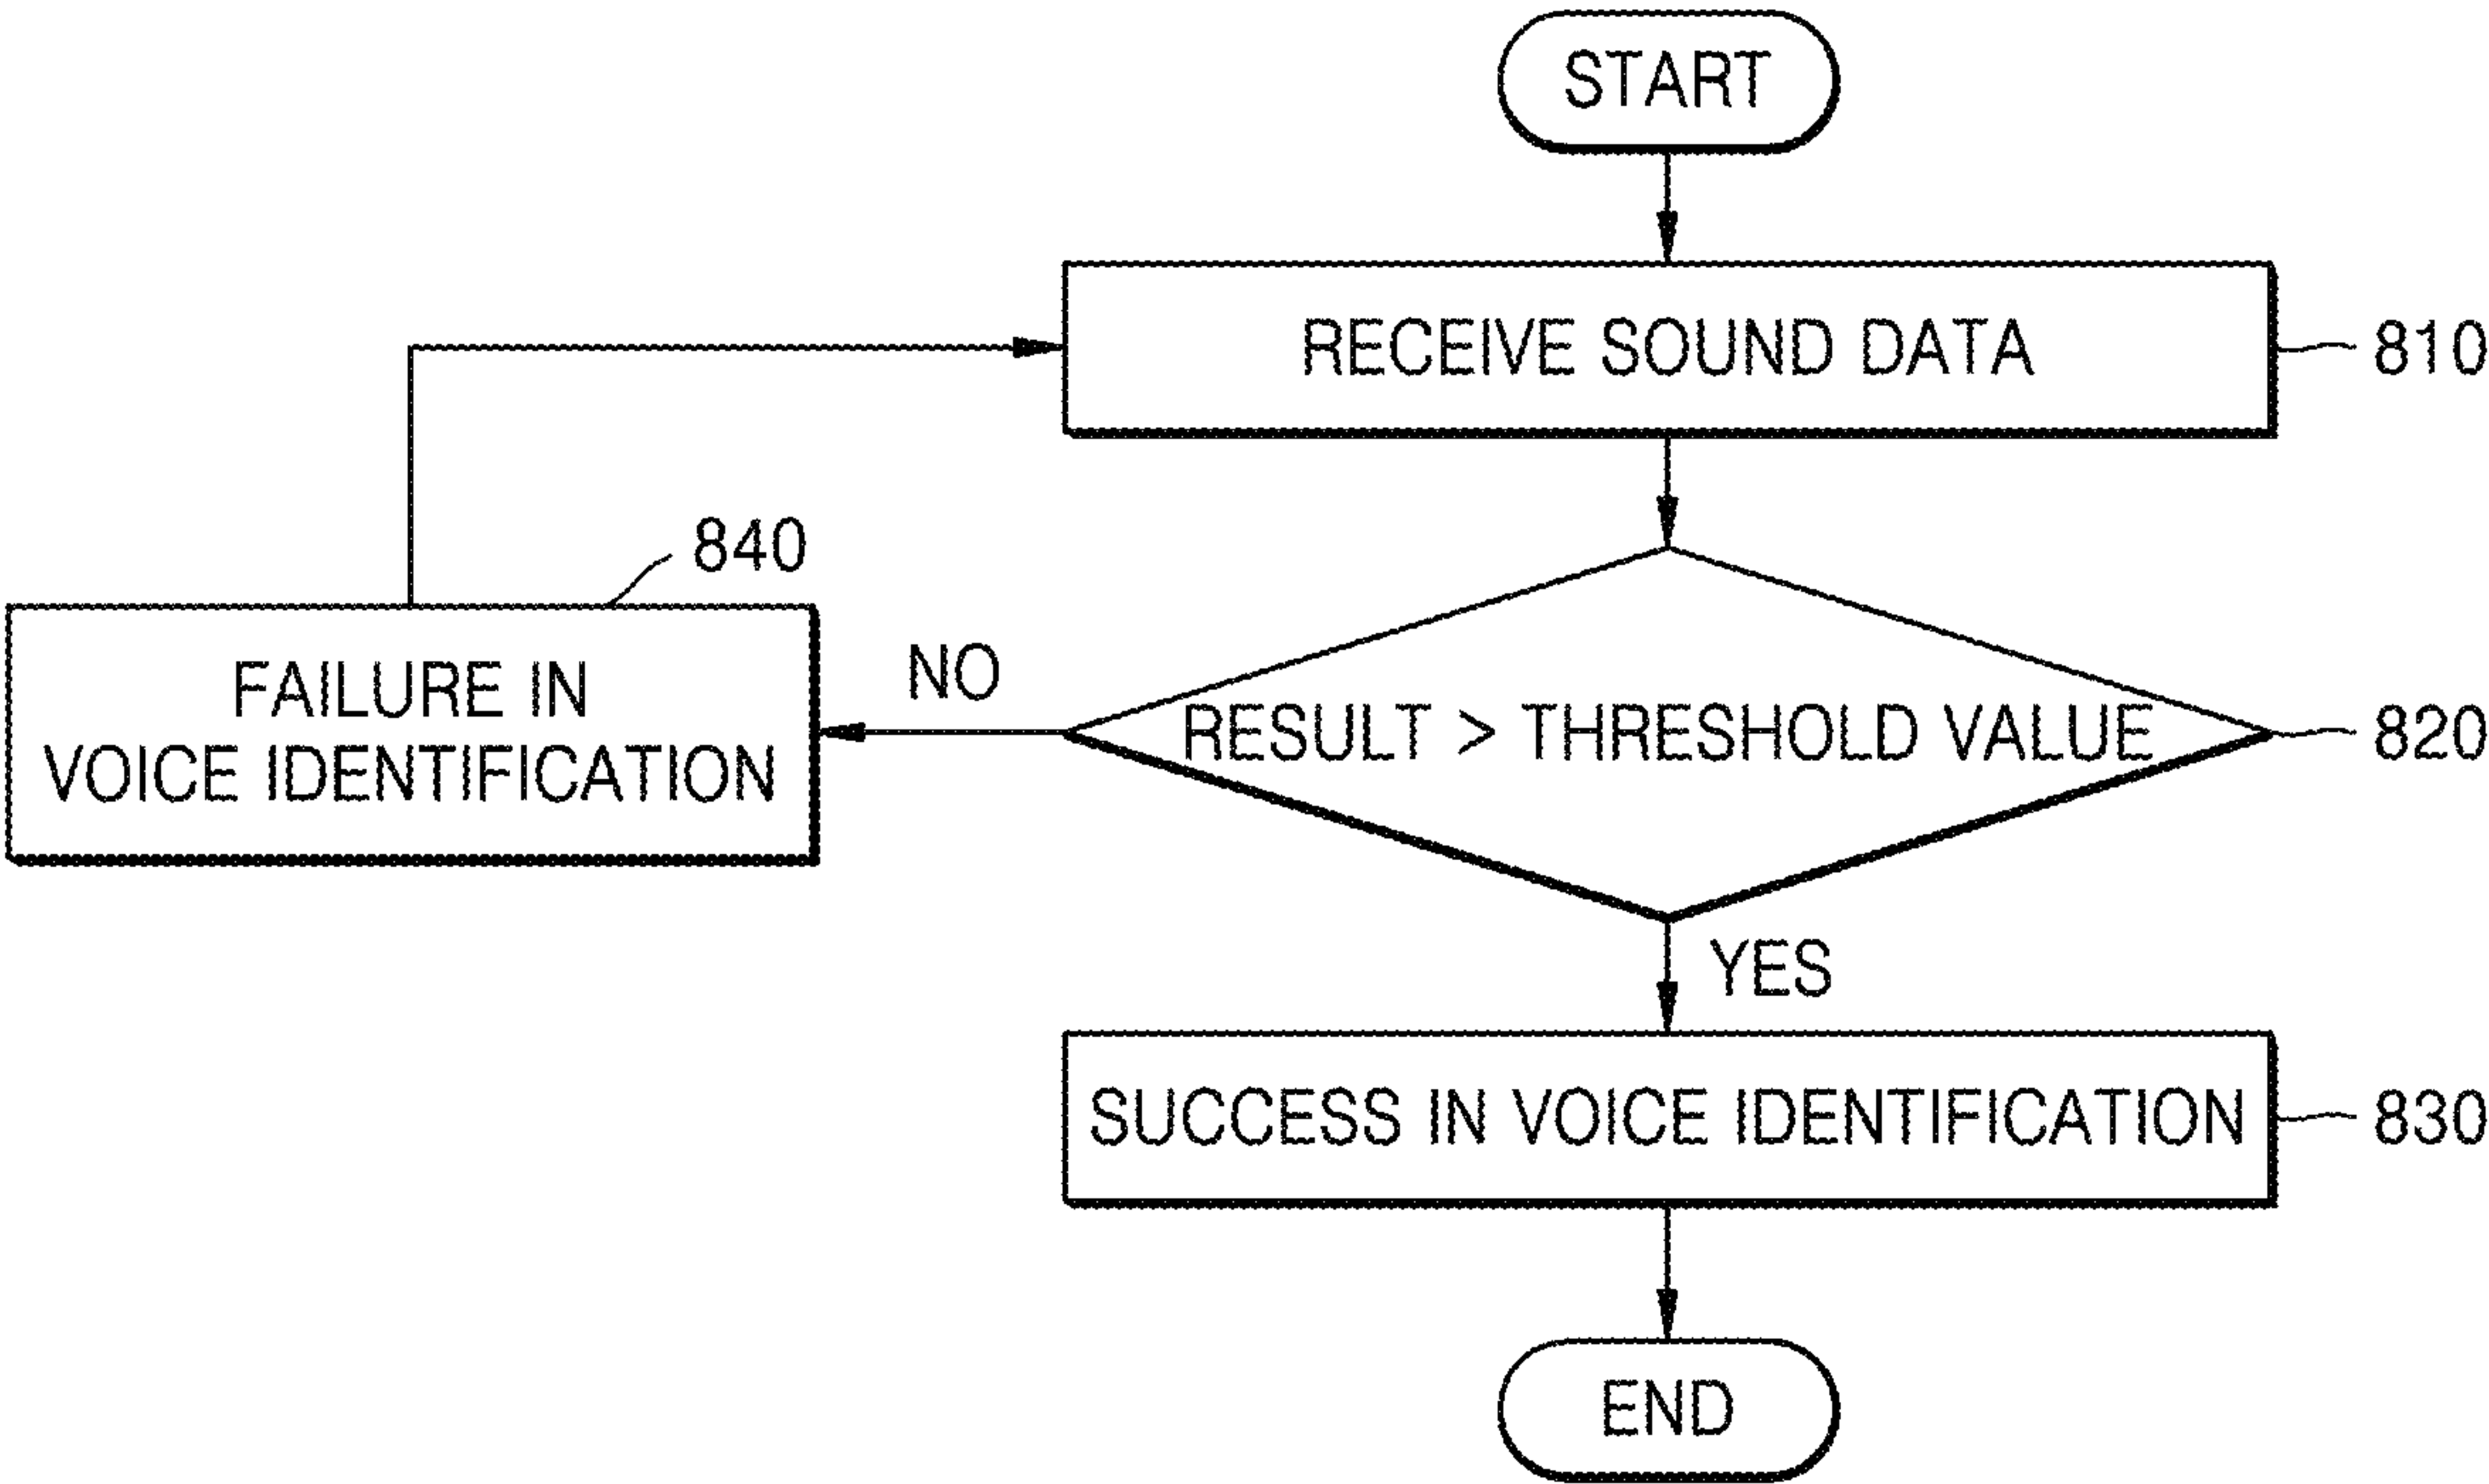 START
RECEIVE SOUND DATA
810
840
FAILURE IN
VOICE IDENTIFICATION
NO
RESULT > THRESHOLD VALUE
820
YES
SUCCESS IN VOICE IDENTIFICATION
830
END